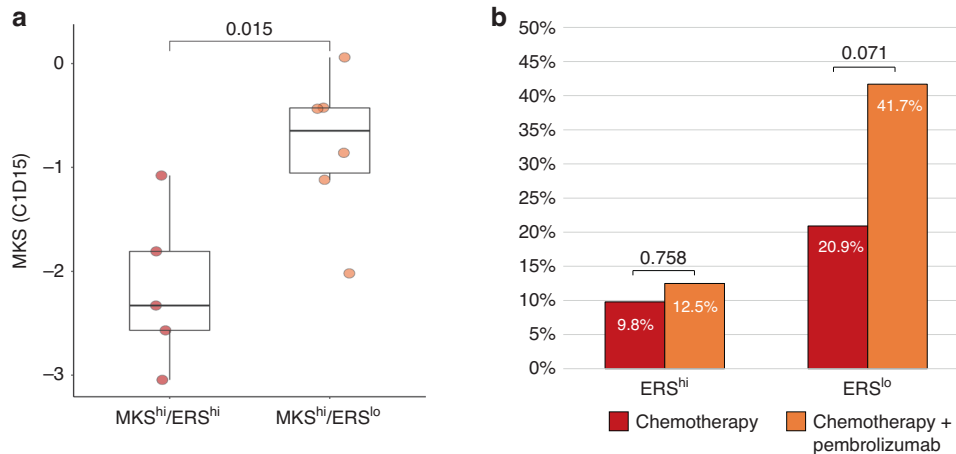 a
0.015
0
–1
–2
–3
MKS (C1D15)
MKSʰⁱ/ERSʰⁱ
MKSʰⁱ/ERSˡᵒ
b
50%
45%
40%
35%
30%
25%
20%
15%
10%
5%
0%
0.758
9.8%
12.5%
0.071
20.9%
41.7%
ERSʰⁱ
ERSˡᵒ
Chemotherapy
Chemotherapy +
pembrolizumab